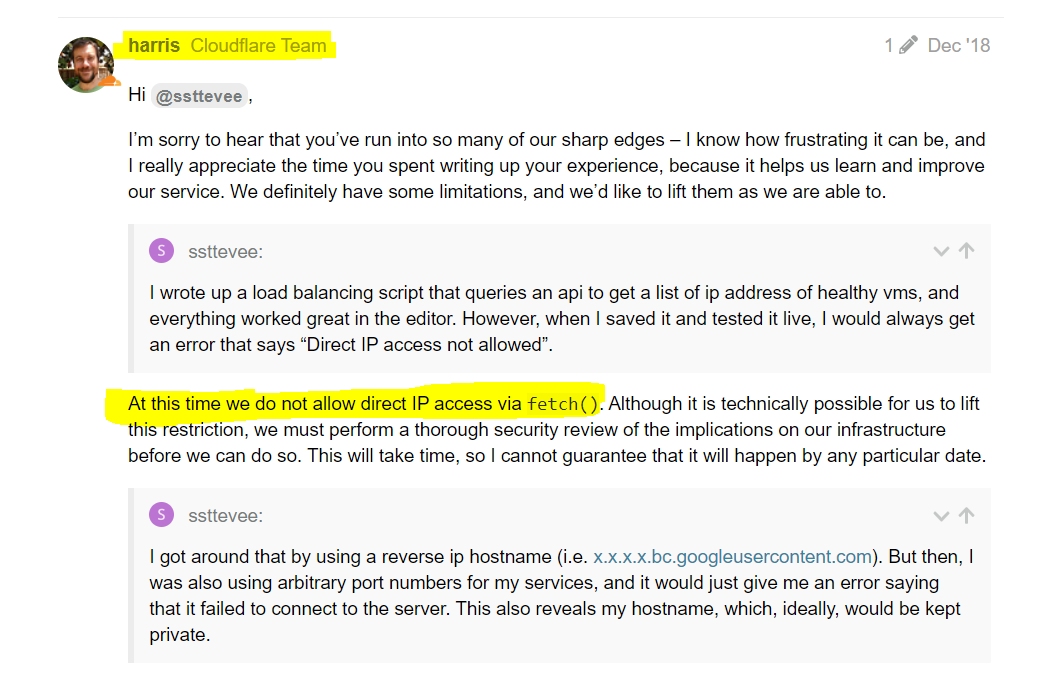 harris Cloudflare Team 1 Dec '18
Hi @ssttevee,
I’m sorry to hear that you’ve run into so many of our sharp edges – I know how frustrating it can be, and
I really appreciate the time you spent writing up your experience, because it helps us learn and improve
our service. We definitely have some limitations, and we’d like to lift them as we are able to.
S ssttevee:
I wrote up a load balancing script that queries an api to get a list of ip address of healthy vms, and
everything worked great in the editor. However, when I saved it and tested it live, I would always get
an error that says “Direct IP access not allowed”.
At this time we do not allow direct IP access via fetch(). Although it is technically possible for us to lift
this restriction, we must perform a thorough security review of the implications on our infrastructure
before we can do so. This will take time, so I cannot guarantee that it will happen by any particular date.
S ssttevee:
I got around that by using a reverse ip hostname (i.e. x.x.x.x.bc.googleusercontent.com). But then, I
was also using arbitrary port numbers for my services, and it would just give me an error saying
that it failed to connect to the server. This also reveals my hostname, which, ideally, would be kept
private.